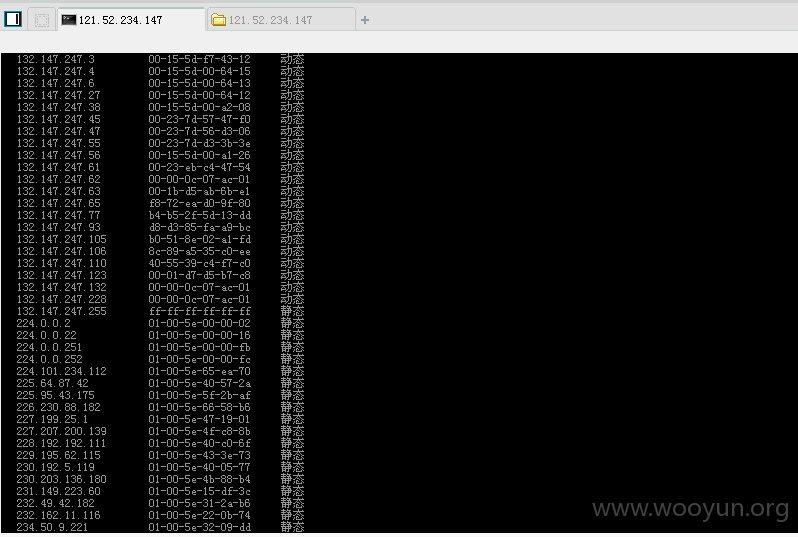 121.52.234.147 121.52.234.147 +
132.147.247.3 00-15-5d-f7-43-12 动态
132.147.247.4 00-15-5d-00-64-15 动态
132.147.247.6 00-15-5d-00-64-13 动态
132.147.247.27 00-15-5d-00-64-12 动态
132.147.247.38 00-15-5d-00-a2-08 动态
132.147.247.45 00-23-7d-57-47-f0 动态
132.147.247.47 00-23-7d-56-d3-06 动态
132.147.247.55 00-23-7d-d3-3b-3e 动态
132.147.247.56 00-15-5d-00-a1-26 动态
132.147.247.61 00-23-eb-c4-47-54 动态
132.147.247.62 00-00-0c-07-ac-01 动态
132.147.247.63 00-1b-d5-ab-6b-e1 动态
132.147.247.65 f8-72-ea-d0-9f-80 动态
132.147.247.77 b4-b5-2f-5d-13-dd 动态
132.147.247.93 d8-d3-85-fa-a9-bc 动态
132.147.247.105 b0-51-8e-02-a1-fd 动态
132.147.247.106 8c-89-a5-35-c0-ee 动态
132.147.247.110 40-55-39-c4-f7-c0 动态
132.147.247.123 00-01-d7-d5-b7-c8 动态
132.147.247.132 00-00-0c-07-ac-01 动态
132.147.247.228 00-00-0c-07-ac-01 动态
132.147.247.255 ff-ff-ff-ff-ff-ff 静态
224.0.0.2 01-00-5e-00-00-02 静态
224.0.0.22 01-00-5e-00-00-16 静态
224.0.0.251 01-00-5e-00-00-fb 静态
224.0.0.252 01-00-5e-00-00-fc 静态
224.101.234.112 01-00-5e-65-ea-70 静态
225.64.87.42 01-00-5e-40-57-2a 静态
225.95.43.175 01-00-5e-5f-2b-af 静态
226.230.88.182 01-00-5e-66-58-b6 静态
227.199.25.1 01-00-5e-47-19-01 静态
227.207.200.139 01-00-5e-4f-c8-8b 静态
228.192.192.111 01-00-5e-40-c0-6f 静态
229.195.62.115 01-00-5e-43-3e-73 静态
230.192.5.119 01-00-5e-40-05-77 静态
230.203.136.180 01-00-5e-4b-88-b4 静态
231.149.223.60 01-00-5e-15-df-3c 静态
232.49.42.182 01-00-5e-31-2a-b6 静态
232.162.11.116 01-00-5e-22-0b-74 静态
234.50.9.221 01-00-5e-32-09-dd 静态
www.wooyun.org